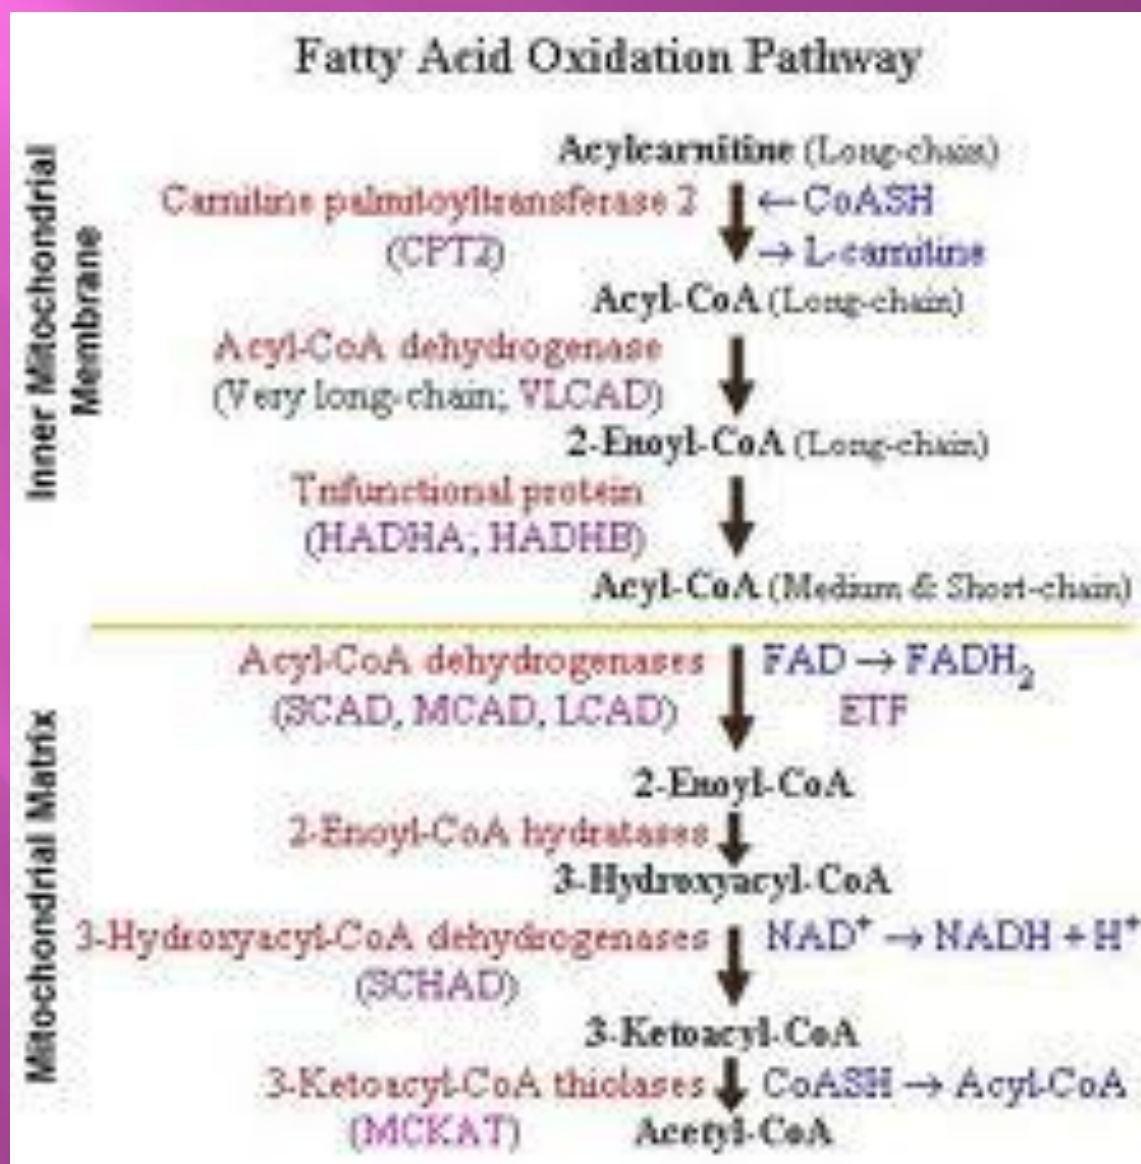 Fatty Acid Oxidation Pathway
Inner Mitochondrial
Membrane
Acylcarnitine (Long-chain)
Carnitine palmitoyltransferase 2
(CPT2)
← CoASH
→ L-carnitine
Acyl-CoA (Long-chain)
Acyl-CoA dehydrogenase
(Very long-chain; VLCAD)
2-Enoyl-CoA (Long-chain)
Trifunctional protein
(HADHA; HADHB)
Acyl-CoA (Medium & Short-chain)
Mitochondrial Matrix
Acyl-CoA dehydrogenases
(SCAD, MCAD, LCAD)
FAD → FADH₂
ETF
2-Enoyl-CoA
2-Enoyl-CoA hydratases
3-Hydroxyacyl-CoA
3-Hydroxyacyl-CoA dehydrogenases
(SCHAD)
NAD⁺ → NADH + H⁺
3-Ketoacyl-CoA
3-Ketoacyl-CoA thiolases
(MCKAT)
CoASH → Acyl-CoA
Acetyl-CoA